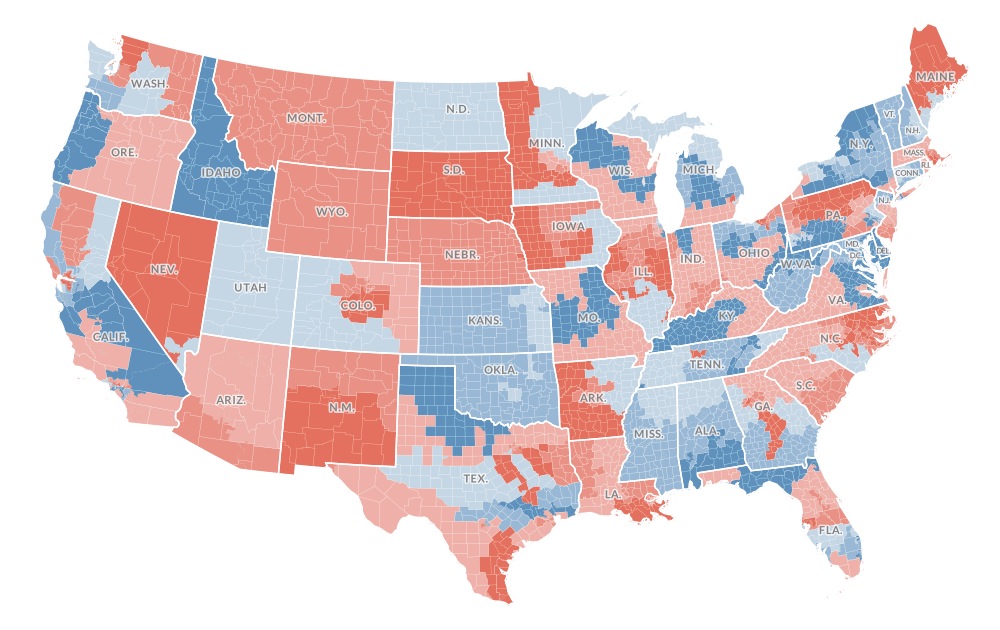 WASH.
MONT.
N.D.
MINN.
MAINE
ORE.
IDAHO
S.D.
WIS.
MICH.
N.Y.
VT.
N.H.
MASS.
R.I.
CONN.
WYO.
IOWA
PA.
N.J.
NEV.
NEBR.
UTAH
COLO.
ILL.
IND.
OHIO
MD.
D.C.
DEL.
W.VA.
VA.
CALIF.
KANS.
MO.
KY.
N.C.
TENN.
ARIZ.
N.M.
OKLA.
ARK.
S.C.
MISS.
ALA.
GA.
TEX.
LA.
FLA.